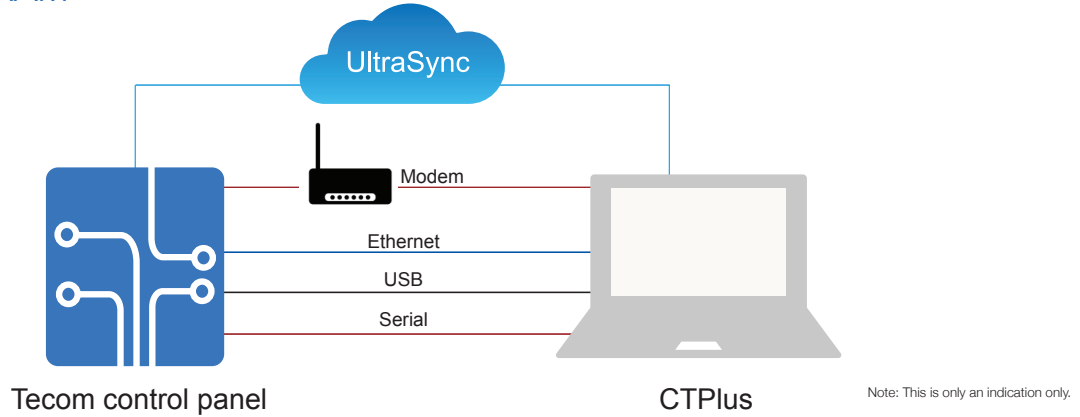 UltraSync
Modem
Ethernet
USB
Serial
Tecom control panel
CTPlus
Note: This is only an indication only.